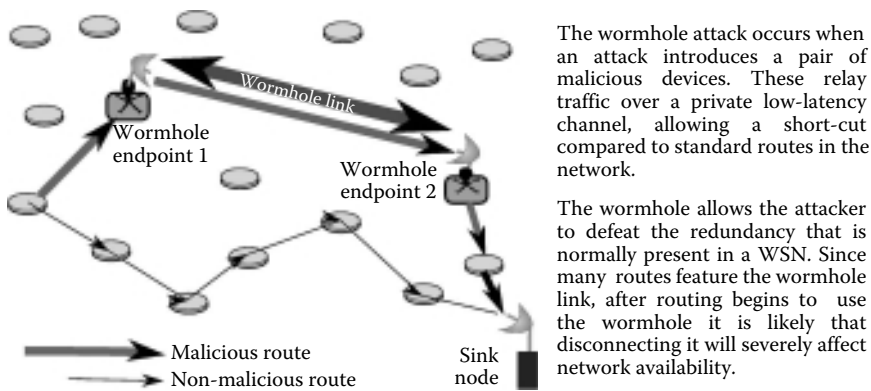 Wormhole link
Wormhole
endpoint 1
Wormhole
endpoint 2
Malicious route
Non-malicious route
Sink
node
The wormhole attack occurs when
an attack introduces a pair of
malicious devices. These relay
traffic over a private low-latency
channel, allowing a short-cut
compared to standard routes in the
network.
The wormhole allows the attacker
to defeat the redundancy that is
normally present in a WSN. Since
many routes feature the wormhole
link, after routing begins to use
the wormhole it is likely that
disconnecting it will severely affect
network availability.